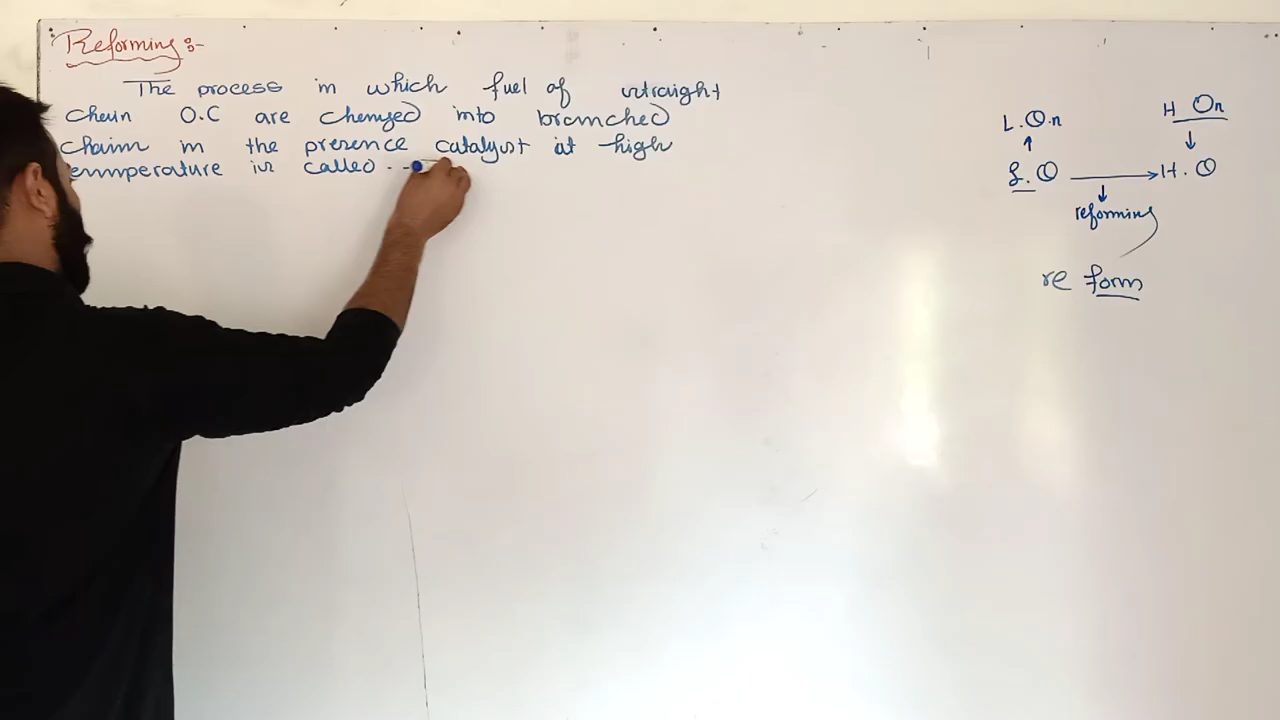 Reforming :-
The process in which fuel of straight
chain O.C are changed into branched
chain in the presence catalyst at high
temperature is called - -
L.O.n
H On
L.O → H.O
reforming
re form